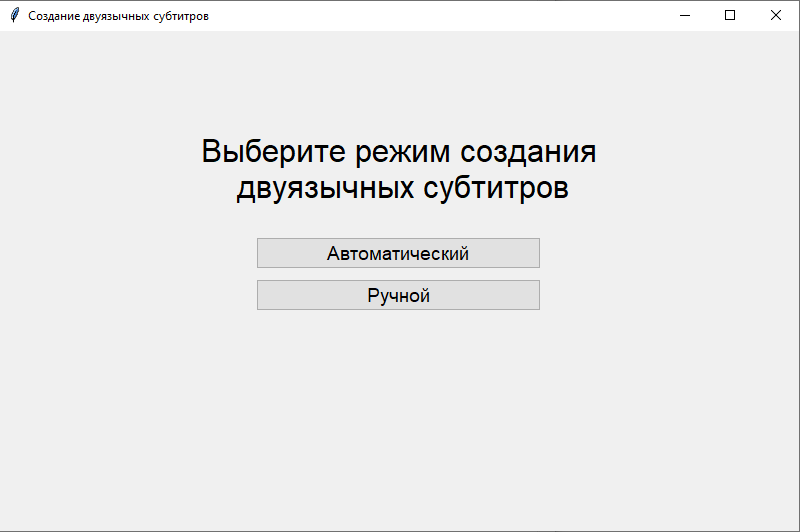 Создание двуязычных субтитров
Выберите режим создания
двуязычных субтитров
Автоматический
Ручной